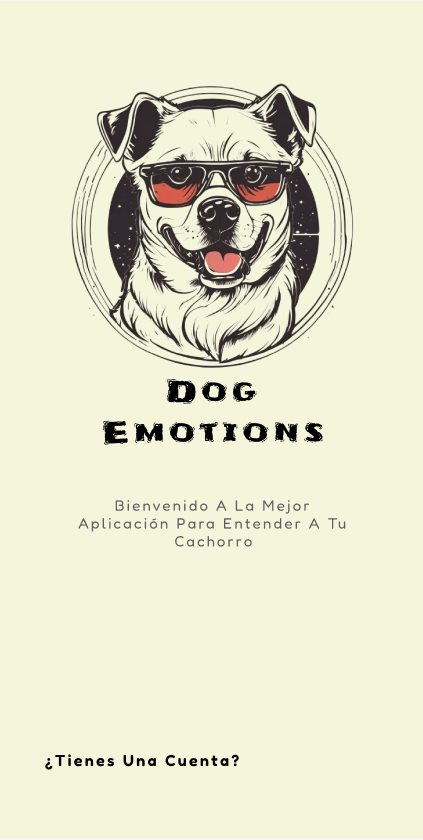 Dog
Emotions
Bienvenido A La Mejor
Aplicación Para Entender A Tu
Cachorro
¿Tienes Una Cuenta?